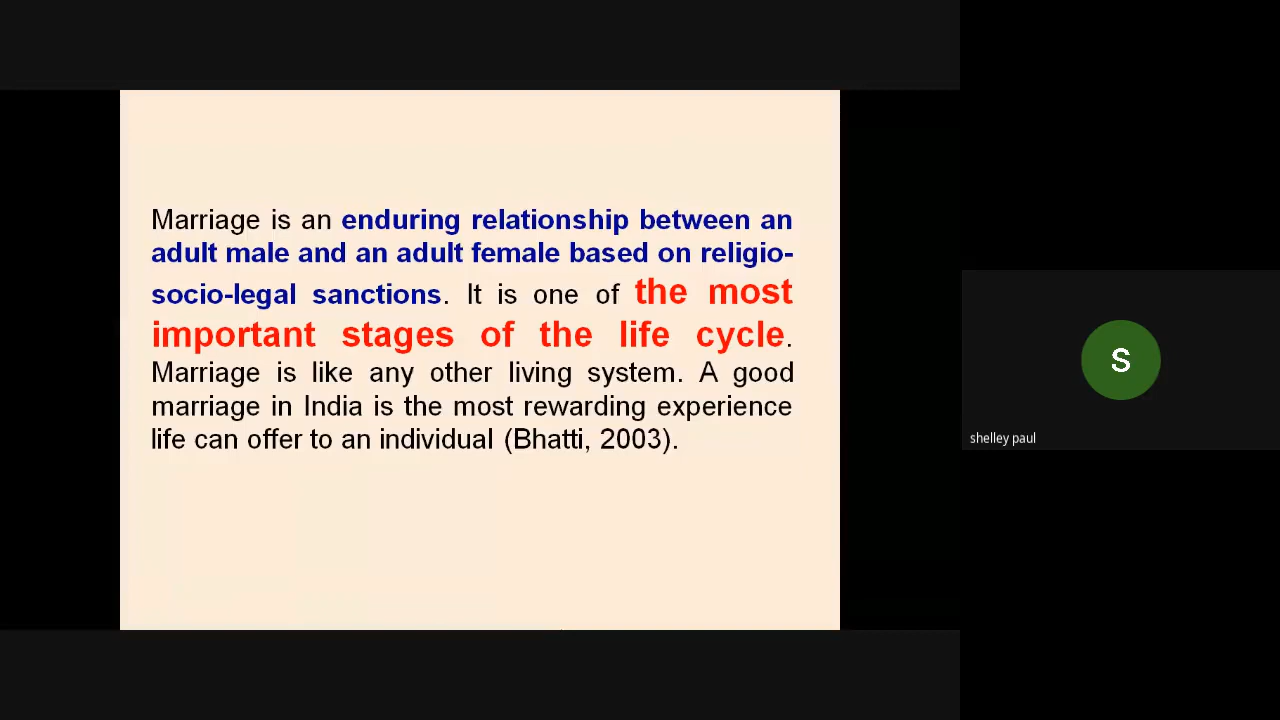 Marriage is an enduring relationship between an
adult male and an adult female based on religio-
socio-legal sanctions. It is one of the most
important stages of the life cycle.
Marriage is like any other living system. A good
marriage in India is the most rewarding experience
life can offer to an individual (Bhatti, 2003).
S
shelley paul